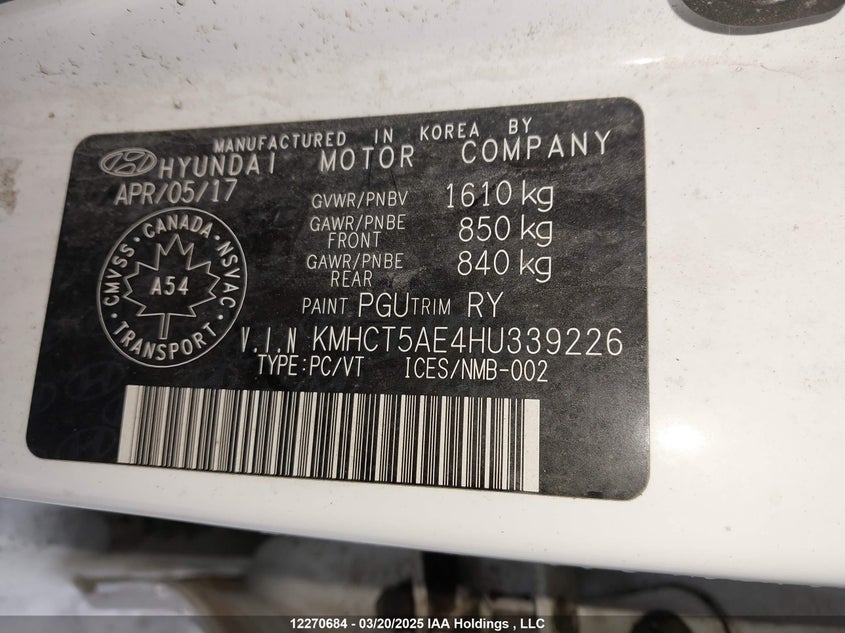 MANUFACTURED IN KOREA BY
HYUNDAI MOTOR COMPANY
APR/05/17
GVWR/PNBV 1610 kg
GAWR/PNBE FRONT 850 kg
GAWR/PNBE REAR 840 kg
CMVSS · CANADA · NSVAC · TRANSPORT ·
A54
PAINT PGU TRIM RY
V.I.N KMHCT5AE4HU339226
TYPE:PC/VT ICES/NMB-002
12270684 - 03/20/2025 IAA Holdings , LLC